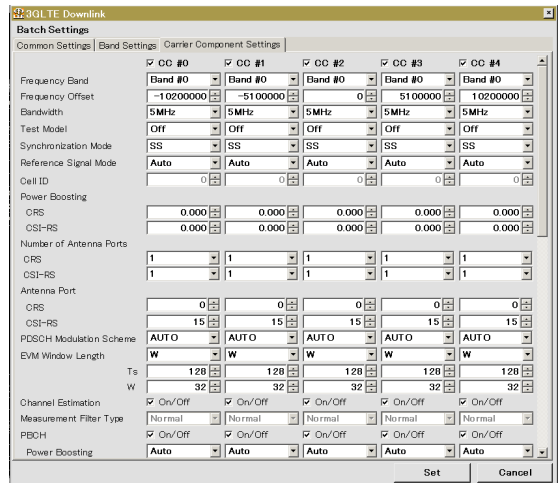 3GLTE Downlink
Batch Settings
Common Settings Band Settings Carrier Component Settings
CC #0 CC #1 CC #2 CC #3 CC #4
Frequency Band Band #0 Band #0 Band #0 Band #0 Band #0
Frequency Offset -10200000 -5100000 0 5100000 10200000
Bandwidth 5MHz 5MHz 5MHz 5MHz 5MHz
Test Model Off Off Off Off Off
Synchronization Mode SS SS SS SS SS
Reference Signal Mode Auto Auto Auto Auto Auto
Cell ID 0 0 0 0 0
Power Boosting
CRS 0.000 0.000 0.000 0.000 0.000
CSI-RS 0.000 0.000 0.000 0.000 0.000
Number of Antenna Ports
CRS 1 1 1 1 1
CSI-RS 1 1 1 1 1
Antenna Port
CRS 0 0 0 0 0
CSI-RS 15 15 15 15 15
PDSCH Modulation Scheme AUTO AUTO AUTO AUTO AUTO
EVM Window Length W W W W W
Ts 128 128 128 128 128
W 32 32 32 32 32
Channel Estimation On/Off On/Off On/Off On/Off On/Off
Measurement Filter Type Normal Normal Normal Normal Normal
PBCH On/Off On/Off On/Off On/Off On/Off
Power Boosting Auto Auto Auto Auto Auto
Set Cancel